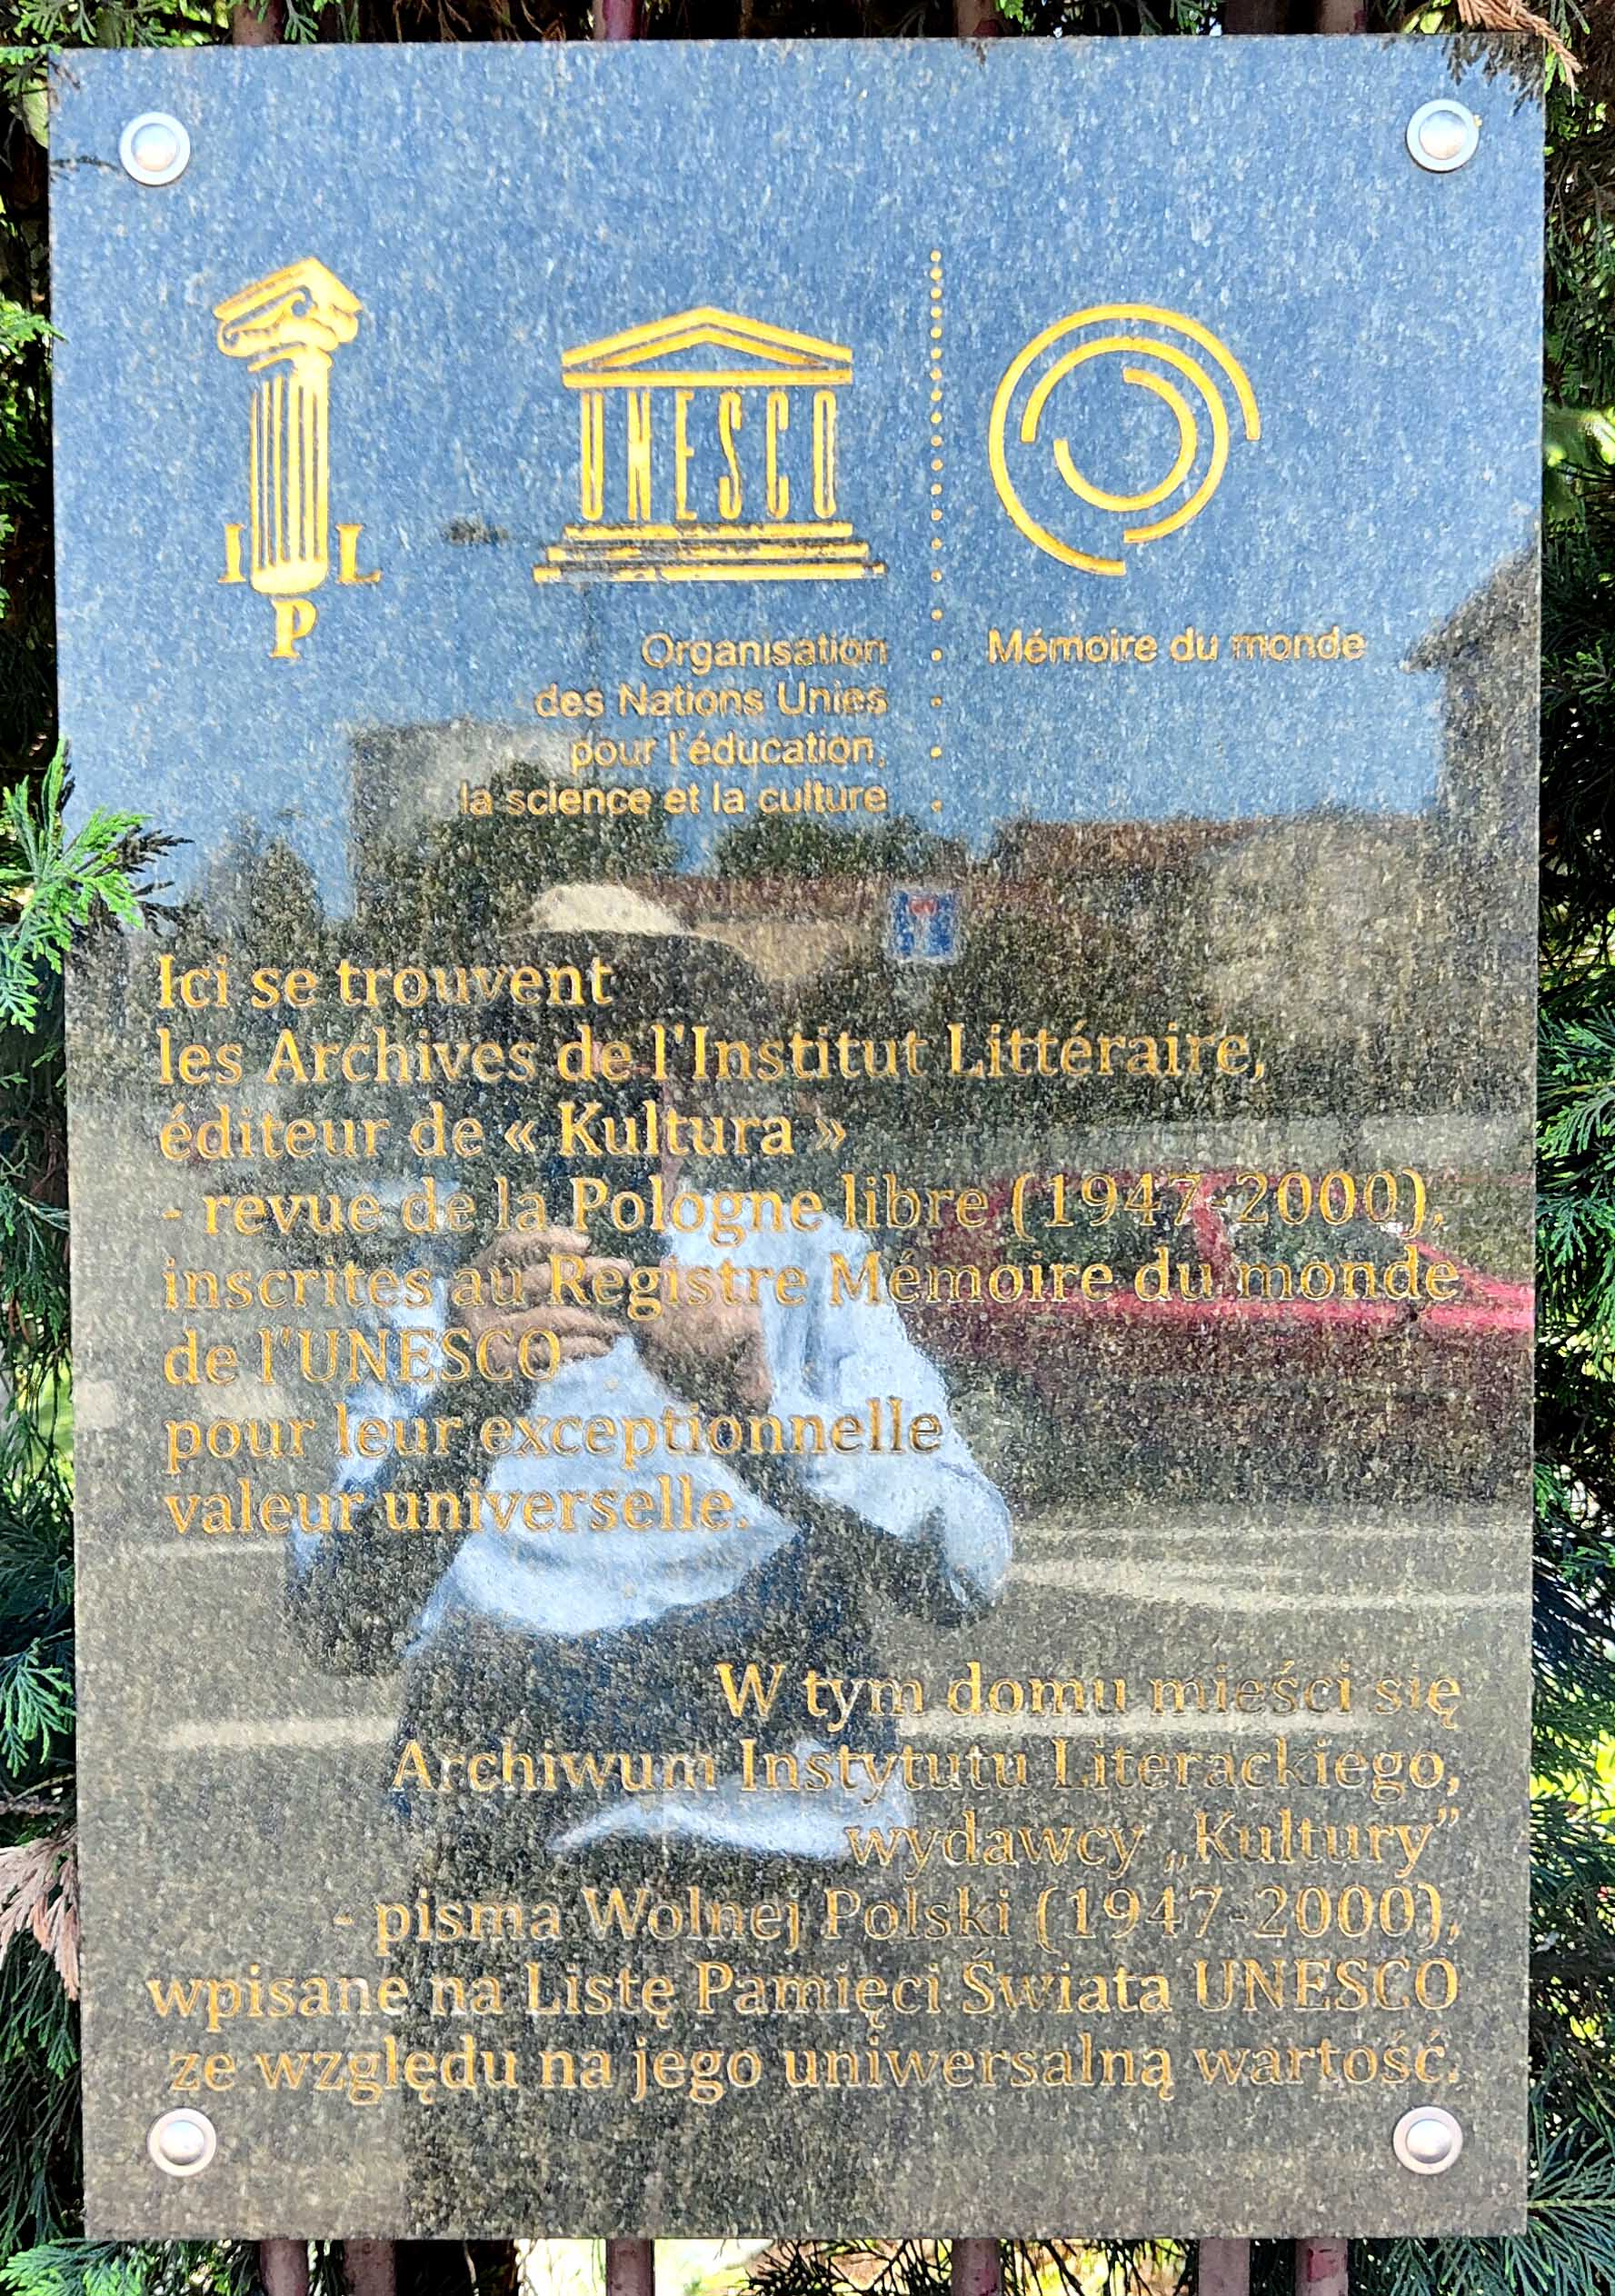 I L
P
UNESCO
Organisation
des Nations Unies
pour l'éducation,
la science et la culture
Mémoire du monde
Ici se trouvent
les Archives de l'Institut Littéraire,
éditeur de « Kultura »
- revue de la Pologne libre (1947-2000),
inscrites au Registre Mémoire du monde
de l'UNESCO
pour leur exceptionnelle
valeur universelle.
W tym domu mieści się
Archiwum Instytutu Literackiego,
wydawcy „Kultury”
- pisma Wolnej Polski (1947-2000),
wpisane na Listę Pamięci Świata UNESCO
ze względu na jego uniwersalną wartość.